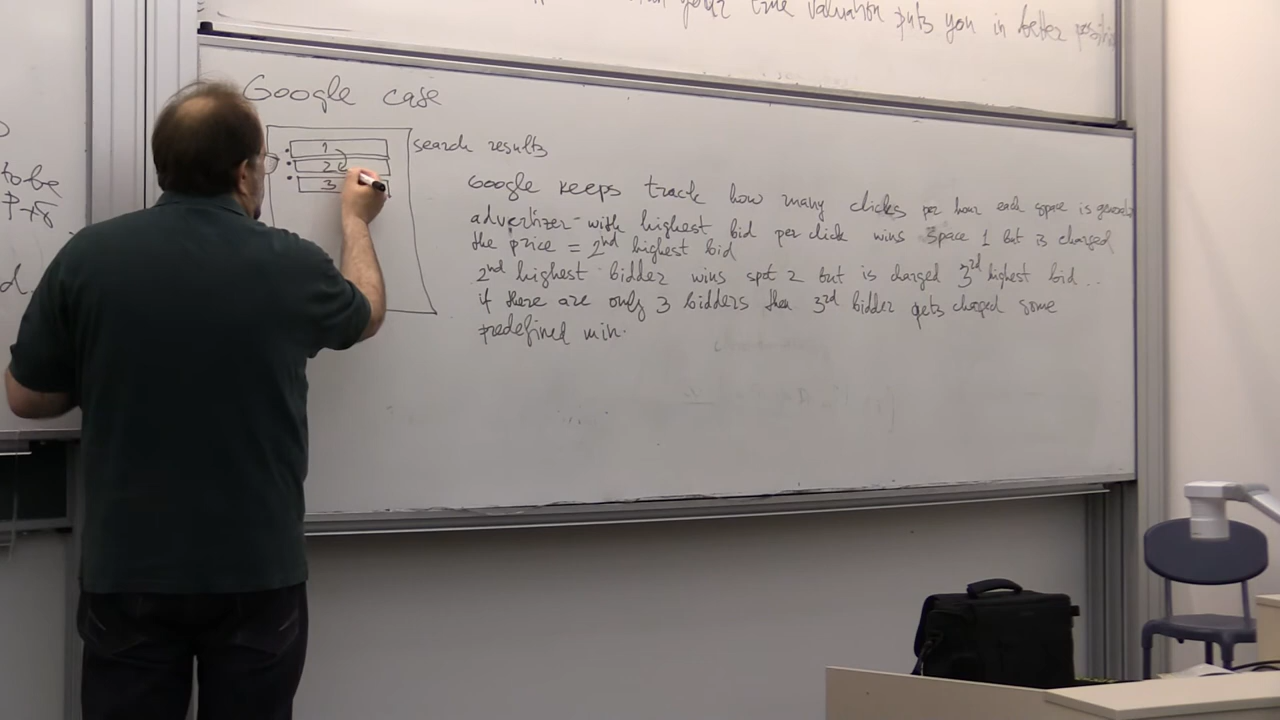 your true valuation puts you in better
to be
d.
Google case
1
2
3
search results
Google keeps track how many clicks per hour each space is
advertizer with highest bid per click wins space 1 but is charged
the price = 2nd highest bid
2nd highest bidder wins spot 2 but is charged 3rd highest bid..
if there are only 3 bidders then 3rd bidder gets charged some
predefined min.